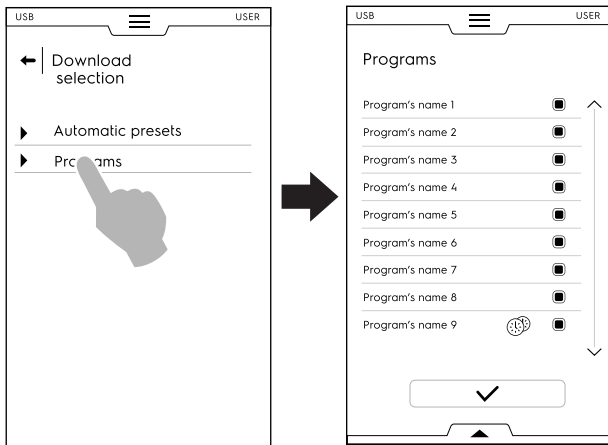 USB USER
Download
selection
Automatic presets
Programs
USB USER
Programs
Program's name 1
Program's name 2
Program's name 3
Program's name 4
Program's name 5
Program's name 6
Program's name 7
Program's name 8
Program's name 9